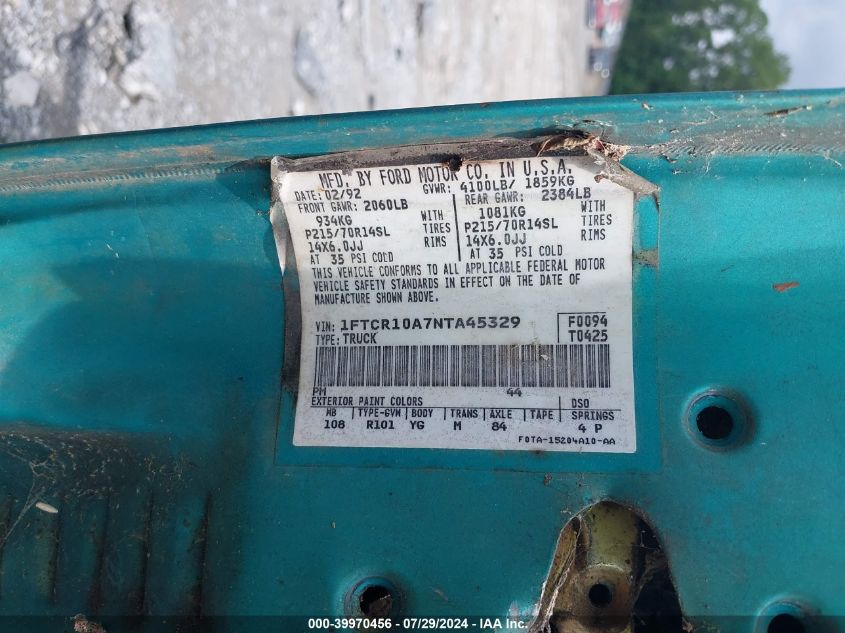 MFD. BY FORD MOTOR CO. IN U.S.A.
DATE: 02/92 GVWR: 4100LB/ 1859KG
FRONT GAWR: 2060LB REAR GAWR: 2384LB
934KG WITH 1081KG WITH
P215/70R14SL TIRES P215/70R14SL TIRES
14X6.0JJ RIMS 14X6.0JJ RIMS
AT 35 PSI COLD AT 35 PSI COLD
THIS VEHICLE CONFORMS TO ALL APPLICABLE FEDERAL MOTOR
VEHICLE SAFETY STANDARDS IN EFFECT ON THE DATE OF
MANUFACTURE SHOWN ABOVE.
VIN: 1FTCR10A7NTA45329 F0094
TYPE: TRUCK T0425
PM 44
EXTERIOR PAINT COLORS DSO
WB TYPE-GVM BODY TRANS AXLE TAPE SPRINGS
108 R101 YG M 84 4 P
F0TA-15204A10-AA
000-39970456 / 07/29/2024 - IAA Inc.